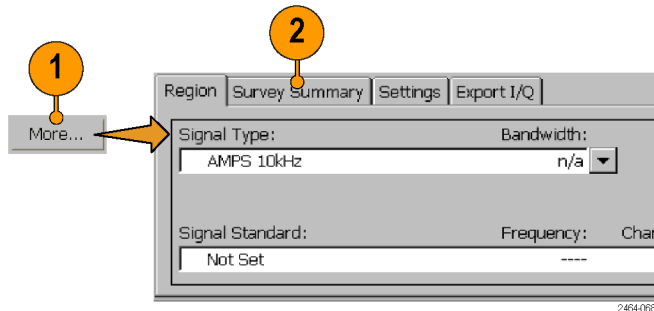 1
2
More...
Region Survey Summary Settings Export I/Q
Signal Type: Bandwidth:
AMPS 10kHz n/a
Signal Standard: Frequency:
Not Set ----